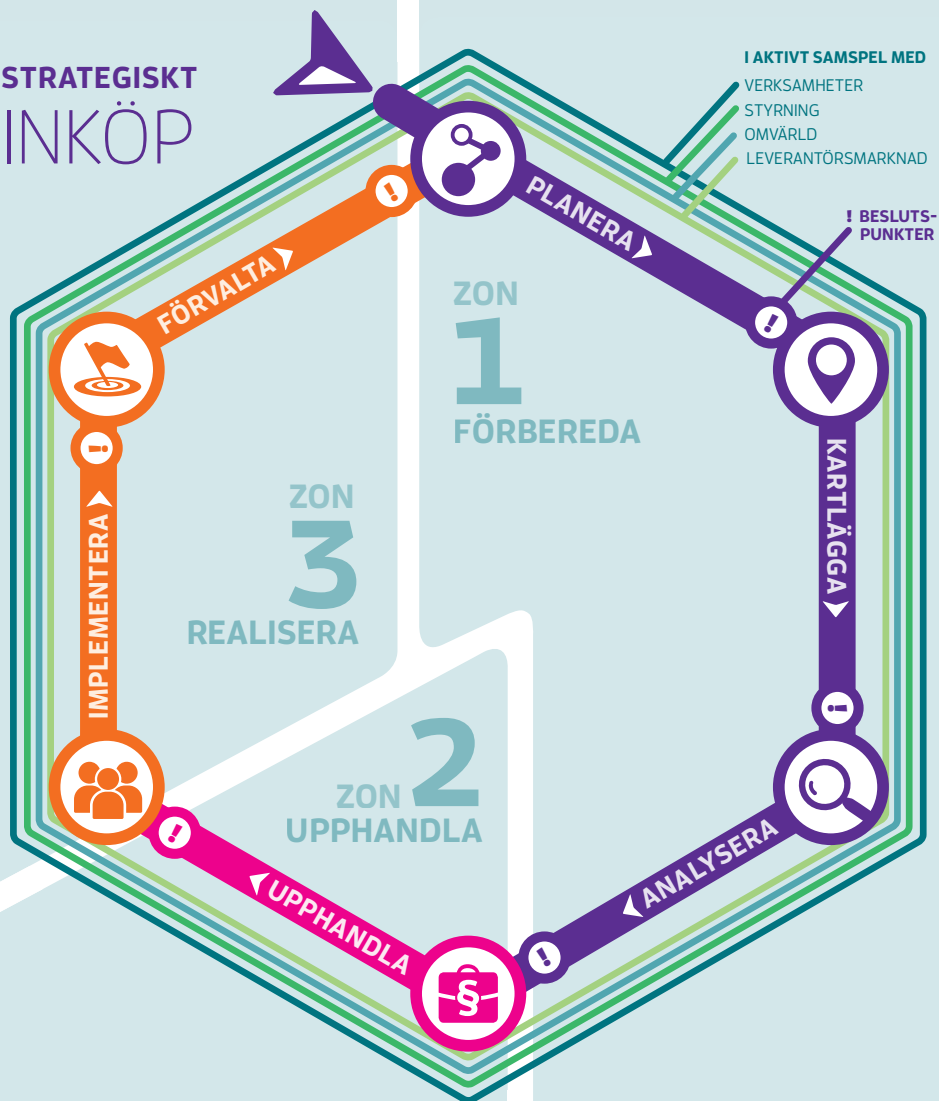 STRATEGISKT
INKÖP
I AKTIVT SAMSPEL MED
VERKSAMHETER
STYRNING
OMVÄRLD
LEVERANTÖRSMARKNAD
! BESLUTS-
PUNKTER
PLANERA
!
KARTLÄGGA
!
ANALYSERA
!
§
UPPHANDLA
!
IMPLEMENTERA
!
FÖRVALTA
!
ZON
1
FÖRBEREDA
ZON
3
REALISERA
ZON 2
UPPHANDLA